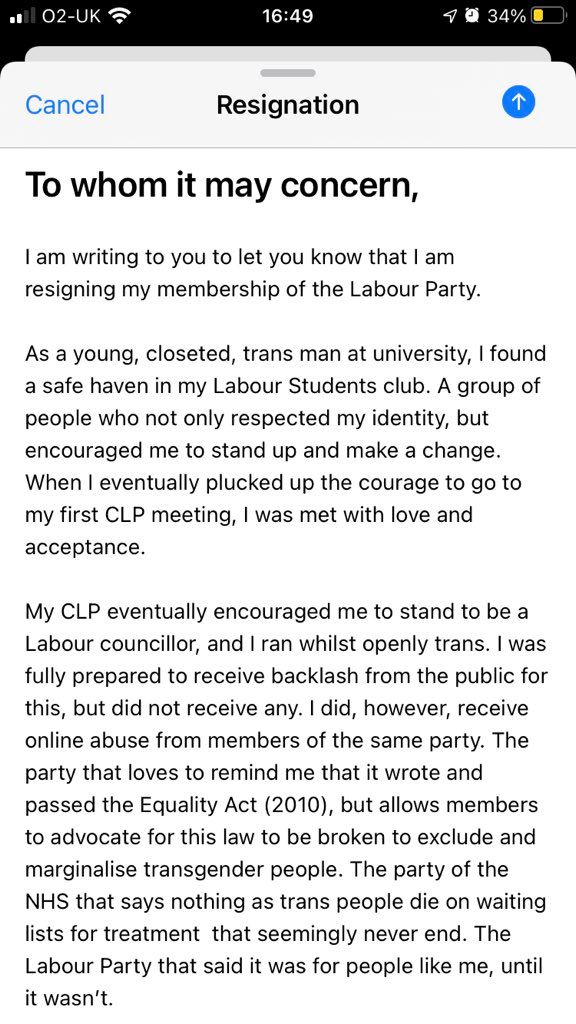 O2-UK 16:49 34%
Cancel Resignation
To whom it may concern,
I am writing to you to let you know that I am
resigning my membership of the Labour Party.
As a young, closeted, trans man at university, I found
a safe haven in my Labour Students club. A group of
people who not only respected my identity, but
encouraged me to stand up and make a change.
When I eventually plucked up the courage to go to
my first CLP meeting, I was met with love and
acceptance.
My CLP eventually encouraged me to stand to be a
Labour councillor, and I ran whilst openly trans. I was
fully prepared to receive backlash from the public for
this, but did not receive any. I did, however, receive
online abuse from members of the same party. The
party that loves to remind me that it wrote and
passed the Equality Act (2010), but allows members
to advocate for this law to be broken to exclude and
marginalise transgender people. The party of the
NHS that says nothing as trans people die on waiting
lists for treatment  that seemingly never end. The
Labour Party that said it was for people like me, until
it wasn’t.